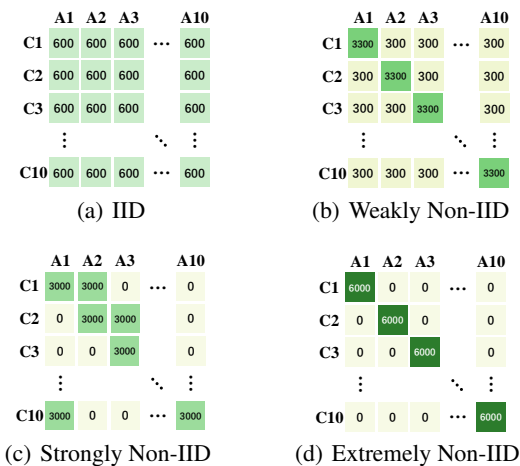 A1 A2 A3 A10
C1 600 600 600 ... 600
C2 600 600 600 600
C3 600 600 600 600
C10 600 600 600 ... 600
(a) IID
A1 A2 A3 A10
C1 3300 300 300 ... 300
C2 300 3300 300 300
C3 300 300 3300 300
C10 300 300 300 ... 3300
(b) Weakly Non-IID
A1 A2 A3 A10
C1 3000 3000 0 ... 0
C2 0 3000 3000 0
C3 0 0 3000 0
C10 3000 0 0 ... 3000
(c) Strongly Non-IID
A1 A2 A3 A10
C1 6000 0 0 ... 0
C2 0 6000 0 0
C3 0 0 6000 0
C10 0 0 0 ... 6000
(d) Extremely Non-IID